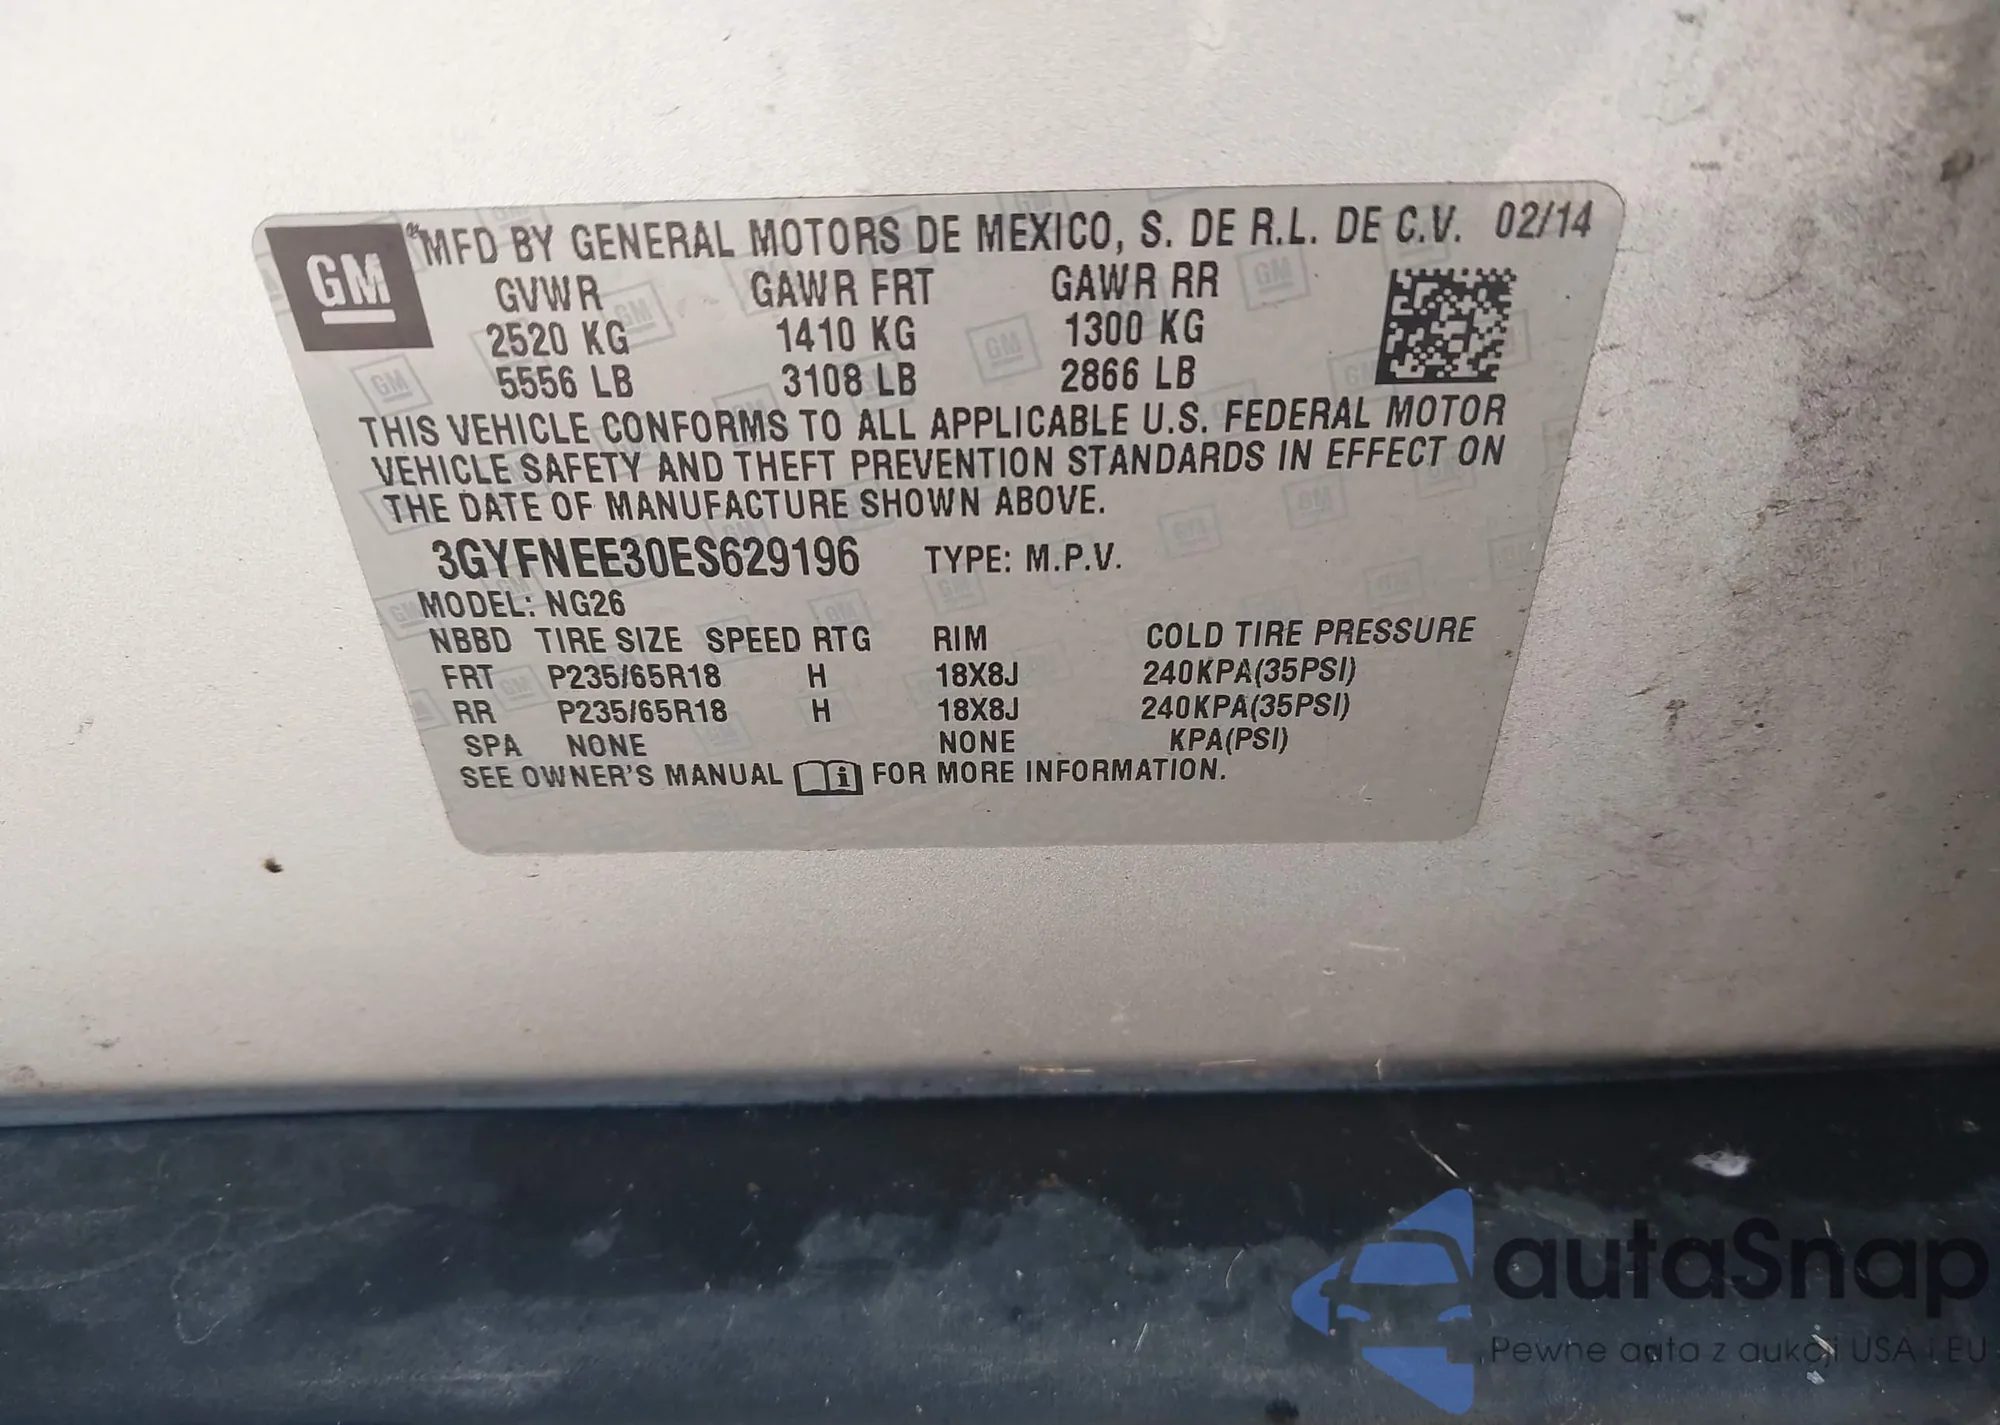 GM
MFD BY GENERAL MOTORS DE MEXICO, S. DE R.L. DE C.V. 02/14
GVWR GAWR FRT GAWR RR
2520 KG 1410 KG 1300 KG
5556 LB 3108 LB 2866 LB
THIS VEHICLE CONFORMS TO ALL APPLICABLE U.S. FEDERAL MOTOR
VEHICLE SAFETY AND THEFT PREVENTION STANDARDS IN EFFECT ON
THE DATE OF MANUFACTURE SHOWN ABOVE.
3GYFNEE30ES629196 TYPE: M.P.V.
MODEL: NG26
NBBD TIRE SIZE SPEED RTG RIM COLD TIRE PRESSURE
FRT P235/65R18 H 18X8J 240KPA(35PSI)
RR P235/65R18 H 18X8J 240KPA(35PSI)
SPA NONE NONE KPA(PSI)
SEE OWNER'S MANUAL FOR MORE INFORMATION.
autaSnap
Pewne auta z aukcji USA i EU